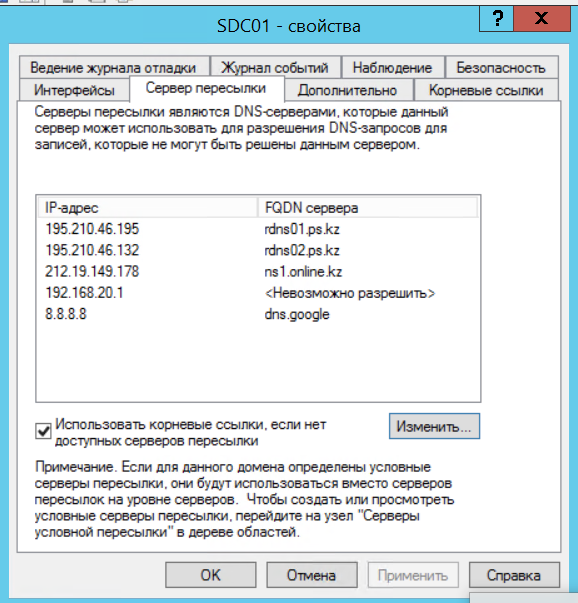 SDC01 - свойства
?
X
Ведение журнала отладки
Журнал событий
Наблюдение
Безопасность
Интерфейсы
Сервер пересылки
Дополнительно
Корневые ссылки
Серверы пересылки являются DNS-серверами, которые данный
сервер может использовать для разрешения DNS-запросов для
записей, которые не могут быть решены данным сервером.
IP-адрес FQDN сервера
195.210.46.195 rdns01.ps.kz
195.210.46.132 rdns02.ps.kz
212.19.149.178 ns1.online.kz
192.168.20.1 <Невозможно разрешить>
8.8.8.8 dns.google
Использовать корневые ссылки, если нет
доступных серверов пересылки
Изменить...
Примечание. Если для данного домена определены условные
серверы пересылки, они будут использоваться вместо серверов
пересылок на уровне серверов. Чтобы создать или просмотреть
условные серверы пересылки, перейдите на узел "Серверы
условной пересылки" в дереве областей.
OK
Отмена
Применить
Справка